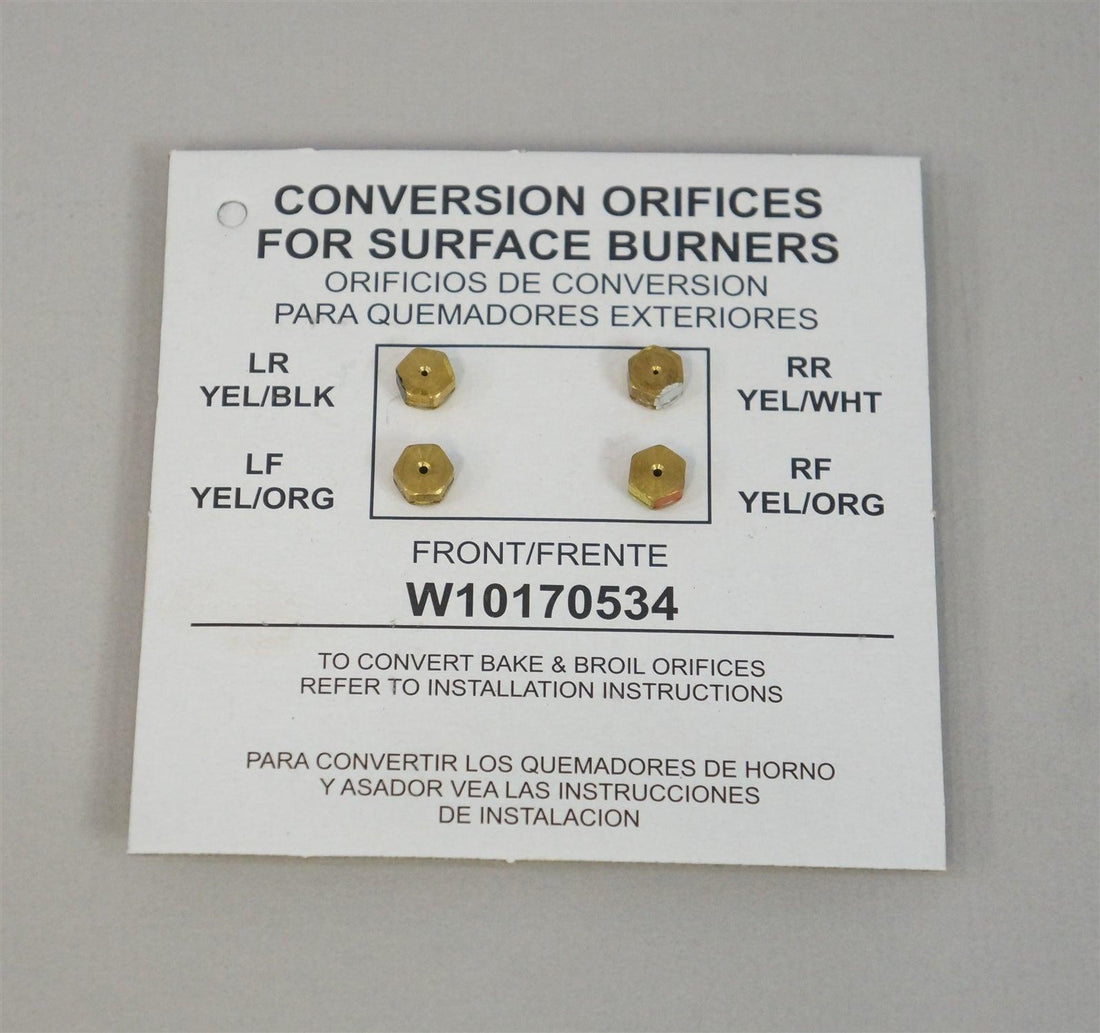 CONVERSION ORIFICES
FOR SURFACE BURNERS
ORIFICIOS DE CONVERSION
PARA QUEMADORES EXTERIORES
LR
YEL/BLK
RR
YEL/WHT
LF
YEL/ORG
RF
YEL/ORG
FRONT/FRENTE
W10170534
TO CONVERT BAKE & BROIL ORIFICES
REFER TO INSTALLATION INSTRUCTIONS
PARA CONVERTIR LOS QUEMADORES DE HORNO
Y ASADOR VEA LAS INSTRUCCIONES
DE INSTALACION